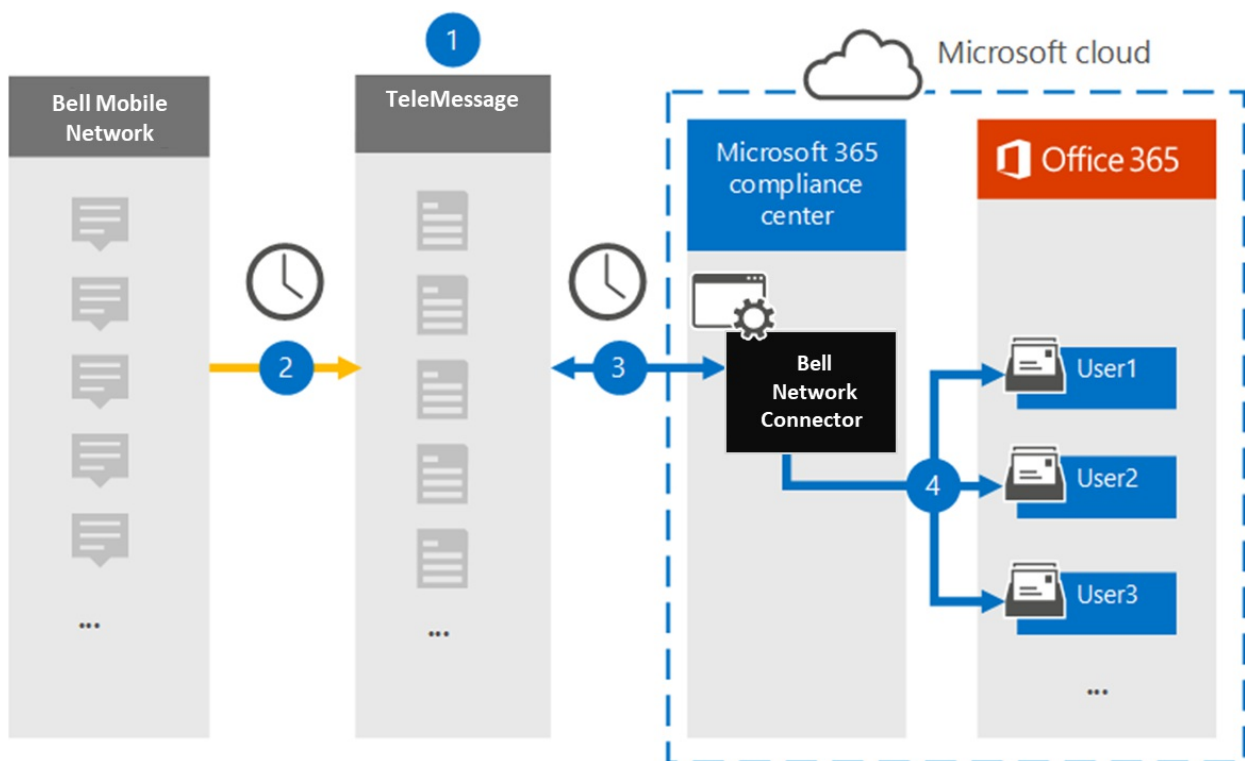 1
Microsoft cloud
Bell Mobile
Network
TeleMessage
Microsoft 365
compliance
center
Office 365
2
3
Bell
Network
Connector
User1
4
User2
User3
...
...
...